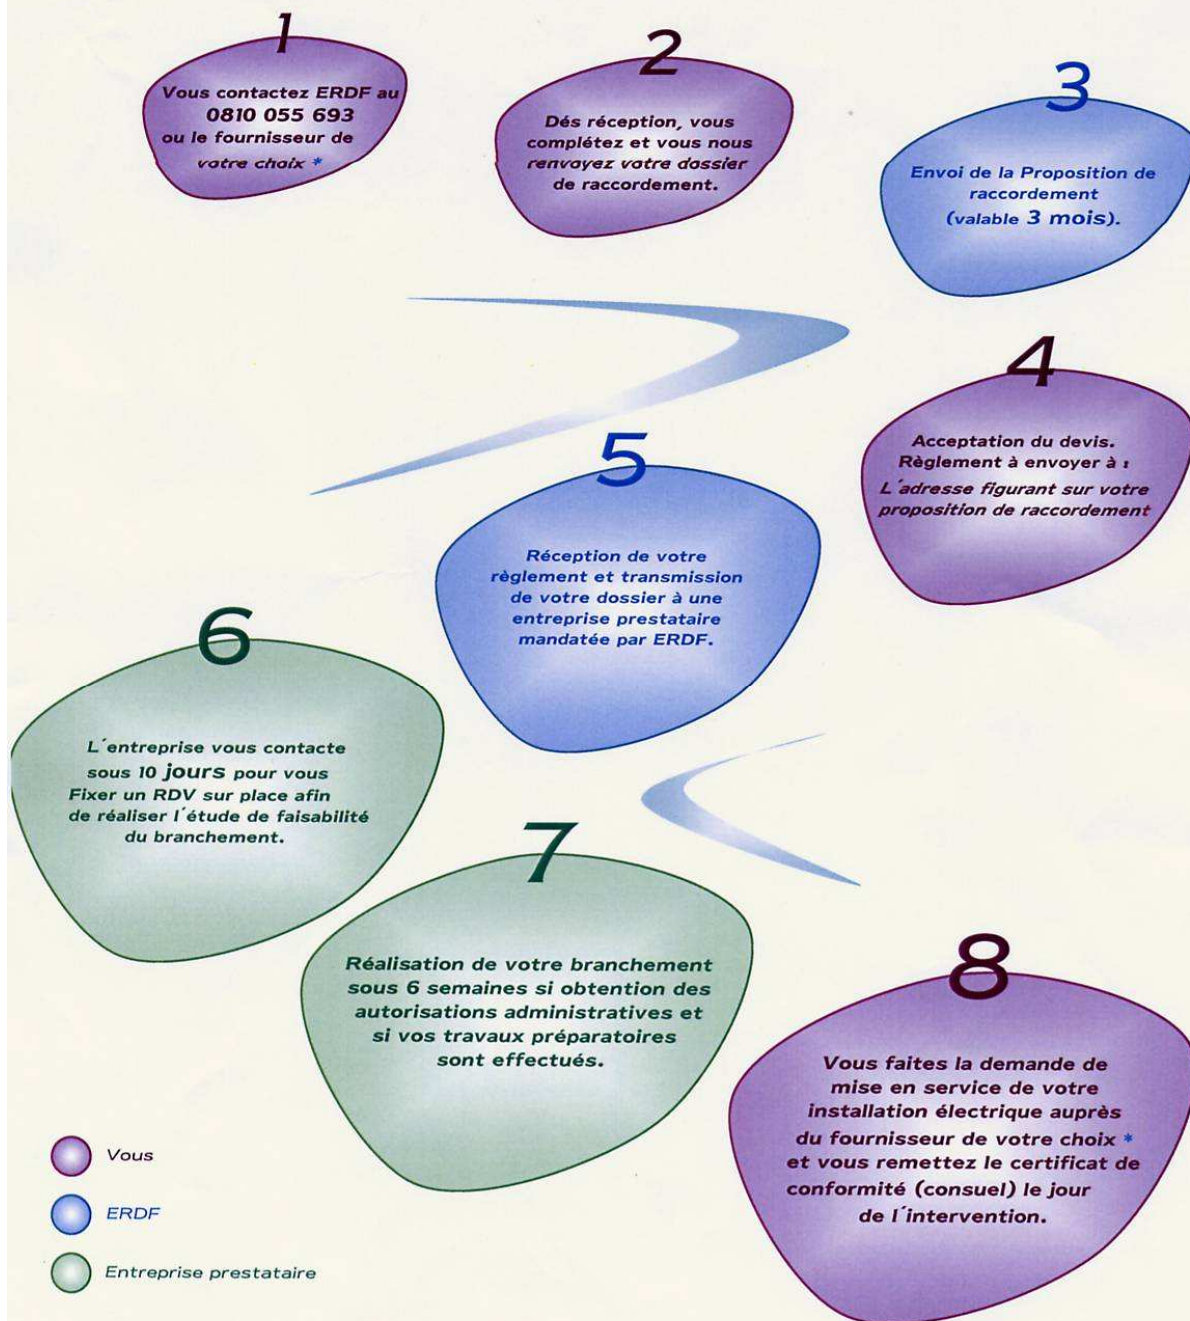 1
Vous contactez ERDF au
0810 055 693
ou le fournisseur de
votre choix *
2
Dés réception, vous
complétez et vous nous
renvoyez votre dossier
de raccordement.
3
Envoi de la Proposition de
raccordement
(valable 3 mois).
4
Acceptation du devis.
Règlement à envoyer à :
L´adresse figurant sur votre
proposition de raccordement
5
Réception de votre
règlement et transmission
de votre dossier à une
entreprise prestataire
mandatée par ERDF.
6
L´entreprise vous contacte
sous 10 jours pour vous
Fixer un RDV sur place afin
de réaliser l´étude de faisabilité
du branchement.
7
Réalisation de votre branchement
sous 6 semaines si obtention des
autorisations administratives et
si vos travaux préparatoires
sont effectués.
8
Vous faites la demande de
mise en service de votre
installation électrique auprès
du fournisseur de votre choix *
et vous remettez le certificat de
conformité (consuel) le jour
de l´intervention.
Vous
ERDF
Entreprise prestataire